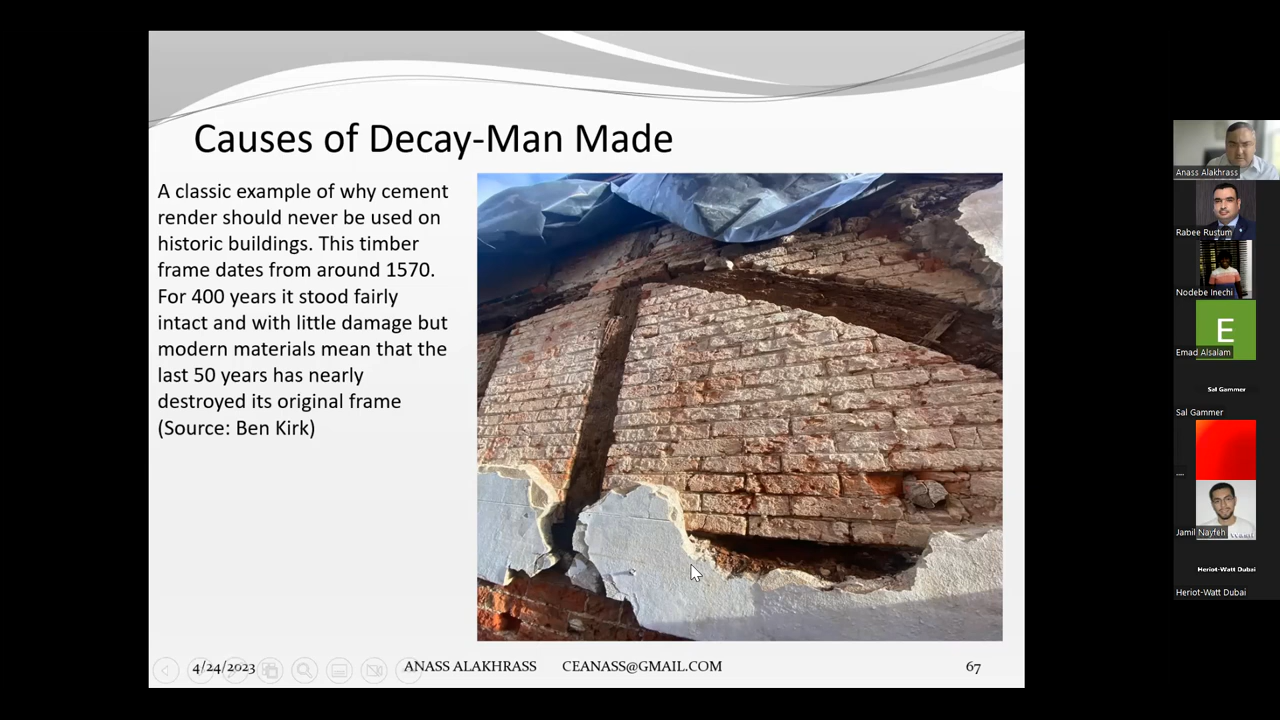 Causes of Decay-Man Made
A classic example of why cement
render should never be used on
historic buildings. This timber
frame dates from around 1570.
For 400 years it stood fairly
intact and with little damage but
modern materials mean that the
last 50 years has nearly
destroyed its original frame
(Source: Ben Kirk)
4/24/2023 ANASS ALAKHRASS CEANASS@GMAIL.COM 67
Anass Alakhrass
Rabee Rustum
Nodebe Inechi
E
Emad Alsalam
Sal Gammer
Sal Gammer
....
Jamil Nayfeh
Heriot-Watt Dubai
Heriot-Watt Dubai